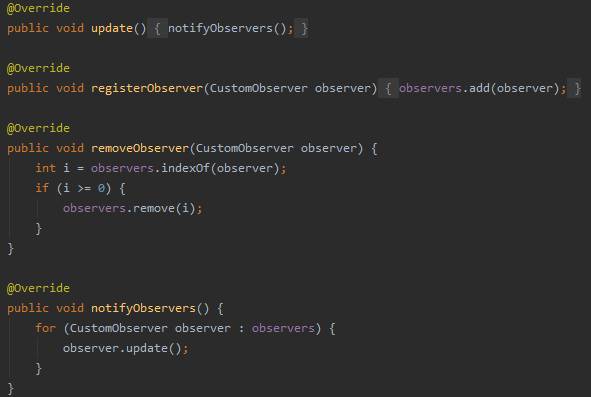 @Override
public void update() { notifyObservers(); }
@Override
public void registerObserver(CustomObserver observer) { observers.add(observer); }
@Override
public void removeObserver(CustomObserver observer) {
int i = observers.indexOf(observer);
if (i >= 0) {
observers.remove(i);
}
}
@Override
public void notifyObservers() {
for (CustomObserver observer : observers) {
observer.update();
}
}